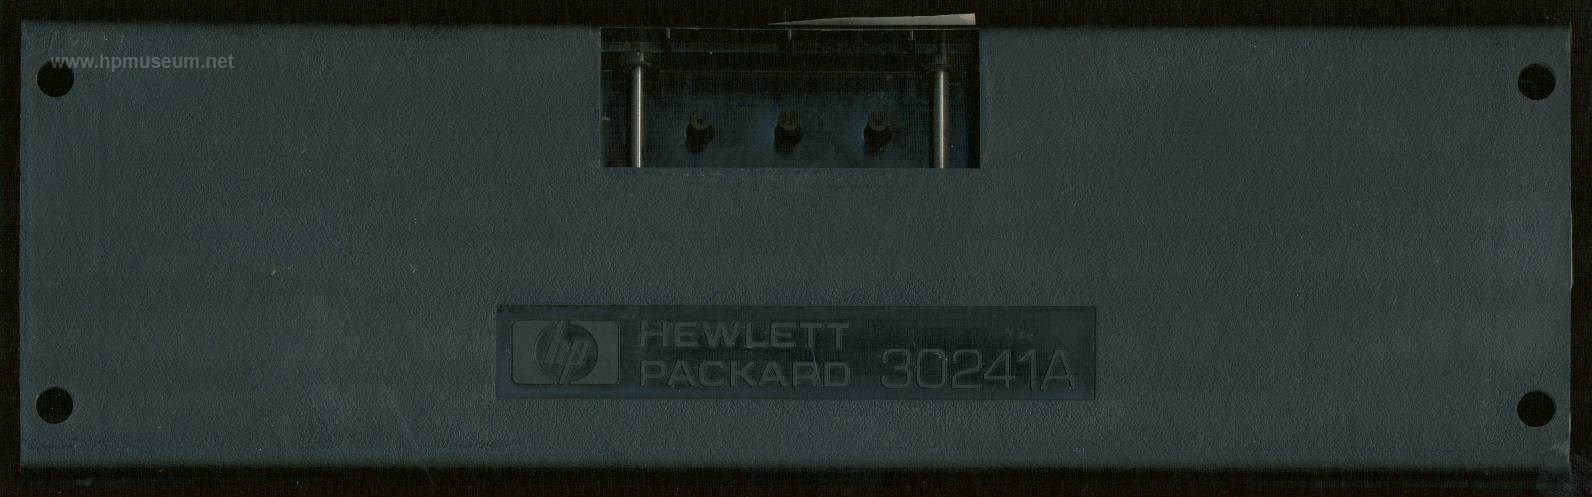 www.hpmuseum.net
hp HEWLETT
PACKARD 30241A